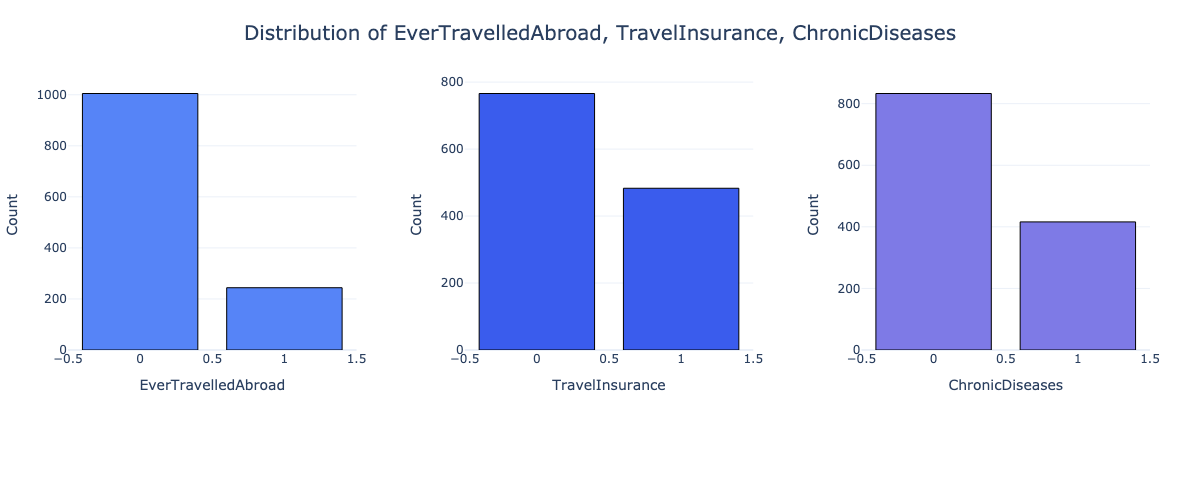 Distribution of EverTravelledAbroad, TravelInsurance, ChronicDiseases
Count
1000
800
600
400
200
0
−0.5 0 0.5 1 1.5
EverTravelledAbroad
Count
800
600
400
200
0
−0.5 0 0.5 1 1.5
TravelInsurance
Count
800
600
400
200
0
−0.5 0 0.5 1 1.5
ChronicDiseases